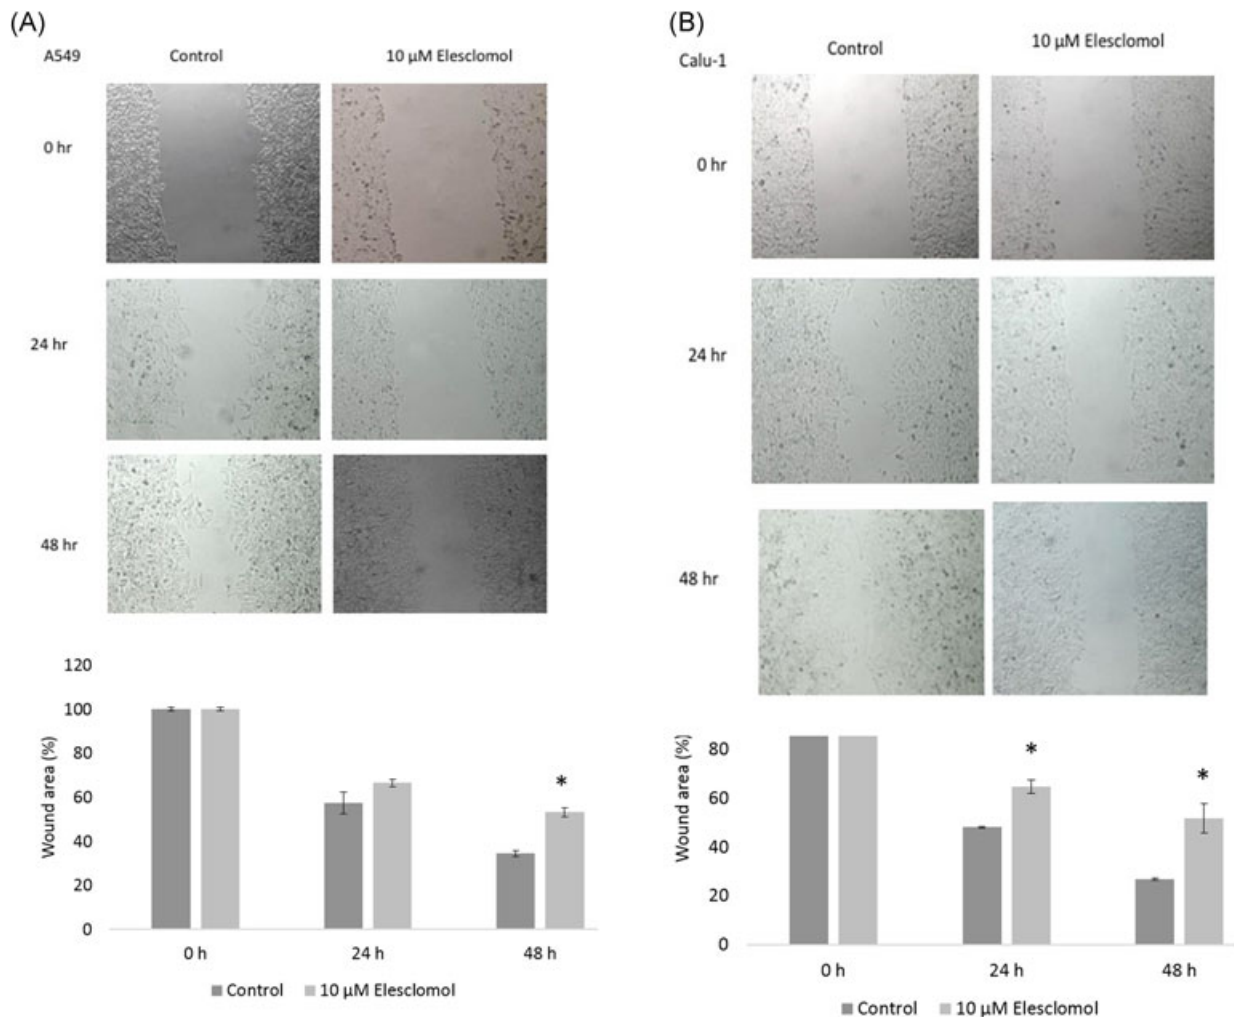 (A)
A549
Control
10 µM Elesclomol
0 hr
24 hr
48 hr
120
100
80
60
40
20
0
Wound area (%)
*
0 h
24 h
48 h
Control
10 µM Elesclomol
(B)
Calu-1
Control
10 µM Elesclomol
0 hr
24 hr
48 hr
80
60
40
20
0
Wound area (%)
*
*
0 h
24 h
48 h
Control
10 µM Elesclomol